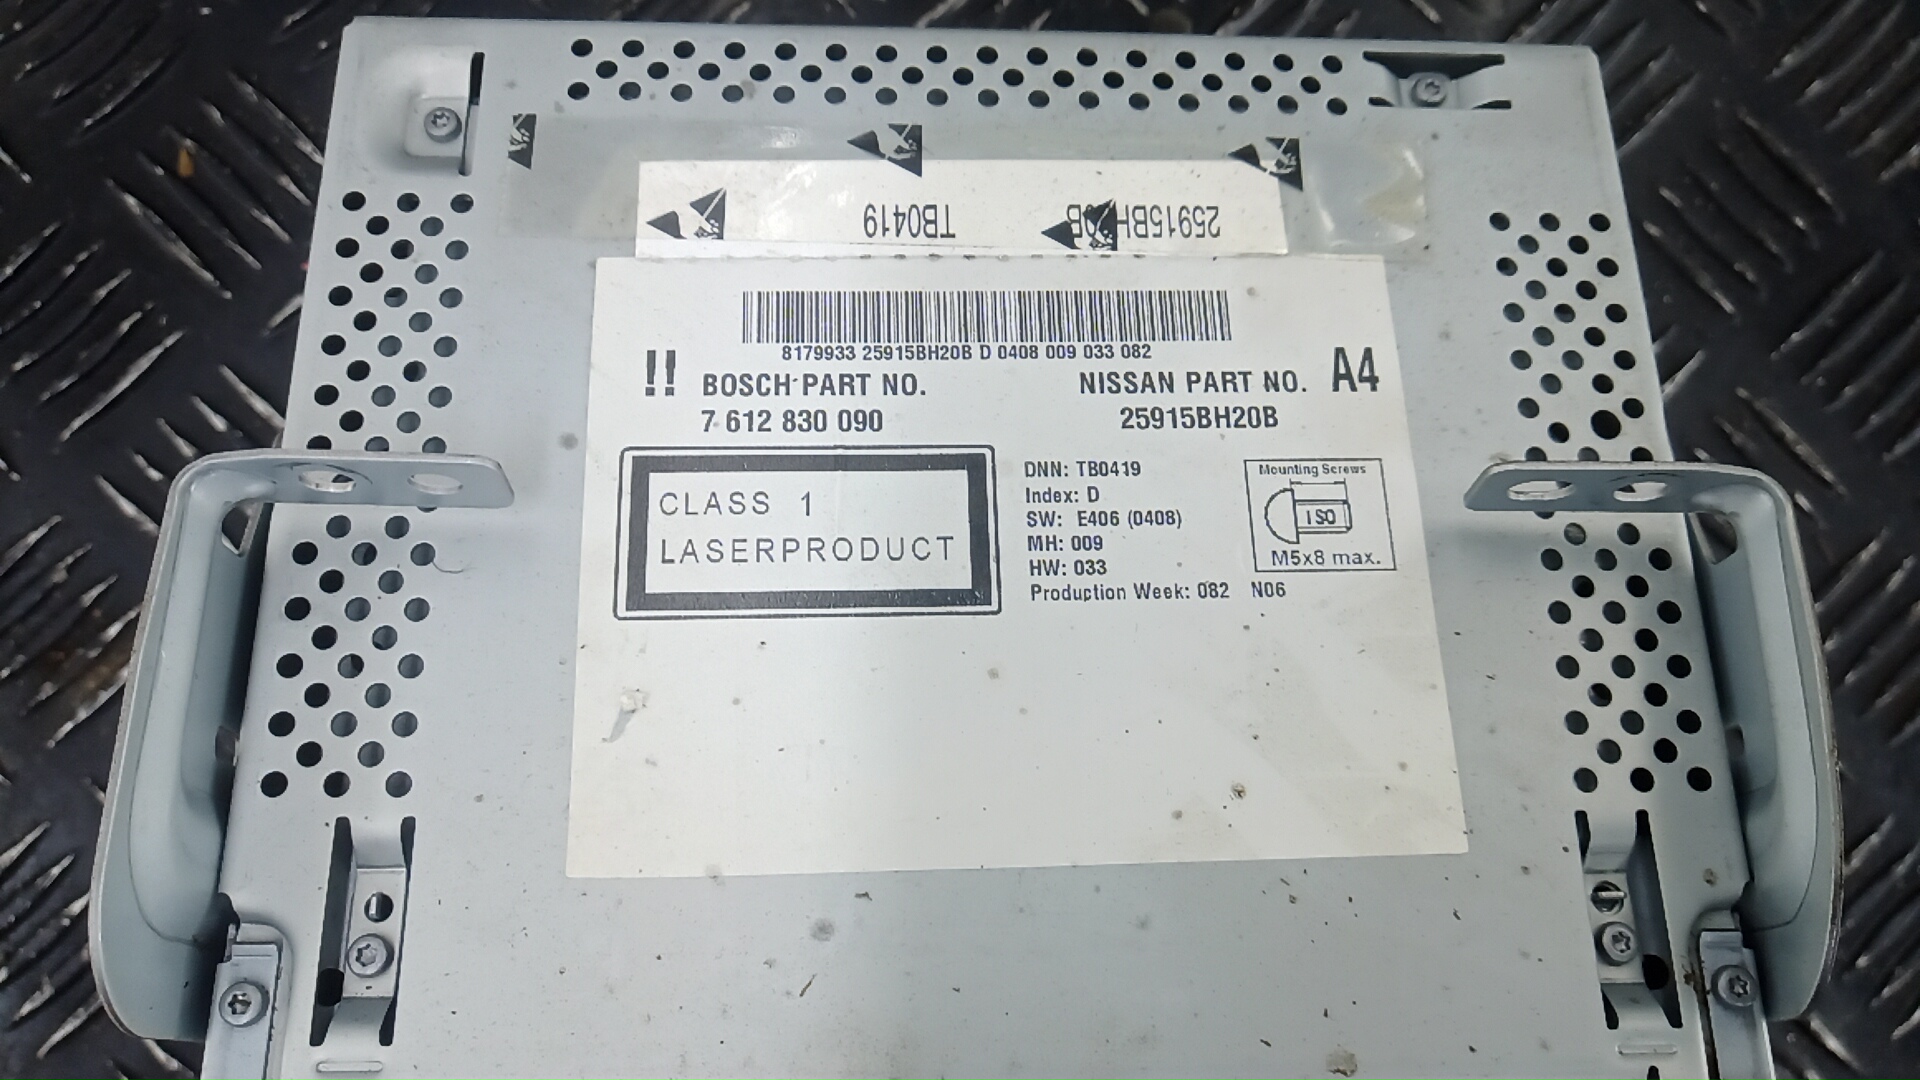 TB0419
25915BH20B
8179933 25915BH20B D 0408 009 033 082
!! BOSCH PART NO. NISSAN PART NO. A4
7 612 830 090 25915BH20B
CLASS 1
LASERPRODUCT
DNN: TB0419
Index: D
SW: E406 (0408)
MH: 009
HW: 033
Production Week: 082 N06
Mounting Screws
ISO
M5x8 max.